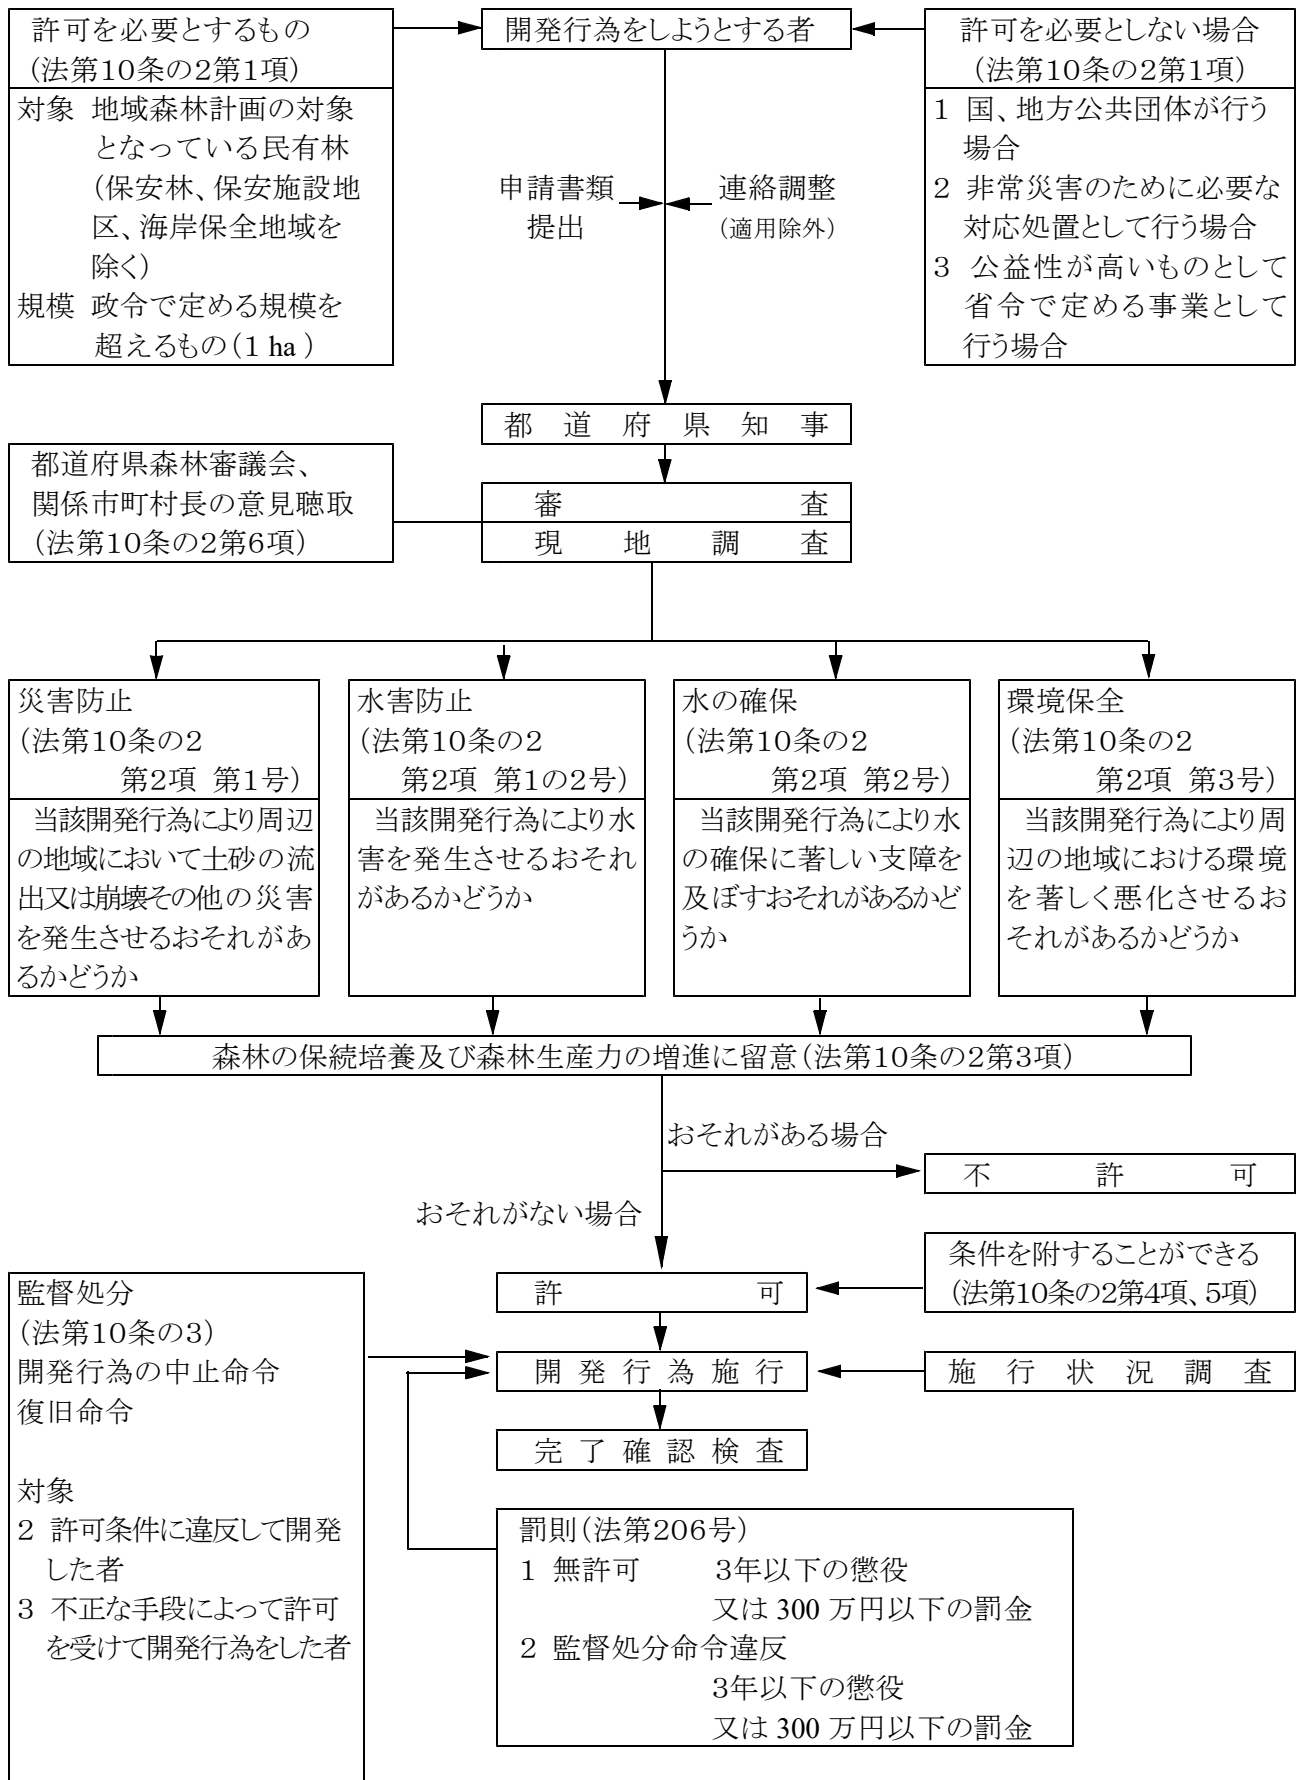 許可を必要とするもの
(法第10条の2第1項)
対象 地域森林計画の対象
となっている民有林
(保安林、保安施設地
区、海岸保全地域を
除く)
規模 政令で定める規模を
超えるもの(1 ha )
開発行為をしようとする者
許可を必要としない場合
(法第10条の2第1項)
1 国、地方公共団体が行う
場合
2 非常災害のために必要な
対応処置として行う場合
3 公益性が高いものとして
省令で定める事業として
行う場合
申請書類
提出
連絡調整
(適用除外)
都道府県知事
都道府県森林審議会、
関係市町村長の意見聴取
(法第10条の2第6項)
審査
現地調査
災害防止
(法第10条の2
第2項 第1号)
当該開発行為により周辺
の地域において土砂の流
出又は崩壊その他の災害
を発生させるおそれがあ
るかどうか
水害防止
(法第10条の2
第2項 第1の2号)
当該開発行為により水
害を発生させるおそれ
があるかどうか
水の確保
(法第10条の2
第2項 第2号)
当該開発行為により水
の確保に著しい支障を
及ぼすおそれがあるかど
うか
環境保全
(法第10条の2
第2項 第3号)
当該開発行為により周
辺の地域における環境
を著しく悪化させるお
それがあるかどうか
森林の保続培養及び森林生産力の増進に留意(法第10条の2第3項)
おそれがある場合
不許可
おそれがない場合
条件を附することができる
(法第10条の2第4項、5項)
許可
監督処分
(法第10条の3)
開発行為の中止命令
復旧命令
対象
2 許可条件に違反して開発
した者
3 不正な手段によって許可
を受けて開発行為をした者
開発行為施行
施行状況調査
完了確認検査
罰則(法第206号)
1 無許可 3年以下の懲役
又は 300 万円以下の罰金
2 監督処分命令違反
3年以下の懲役
又は 300 万円以下の罰金